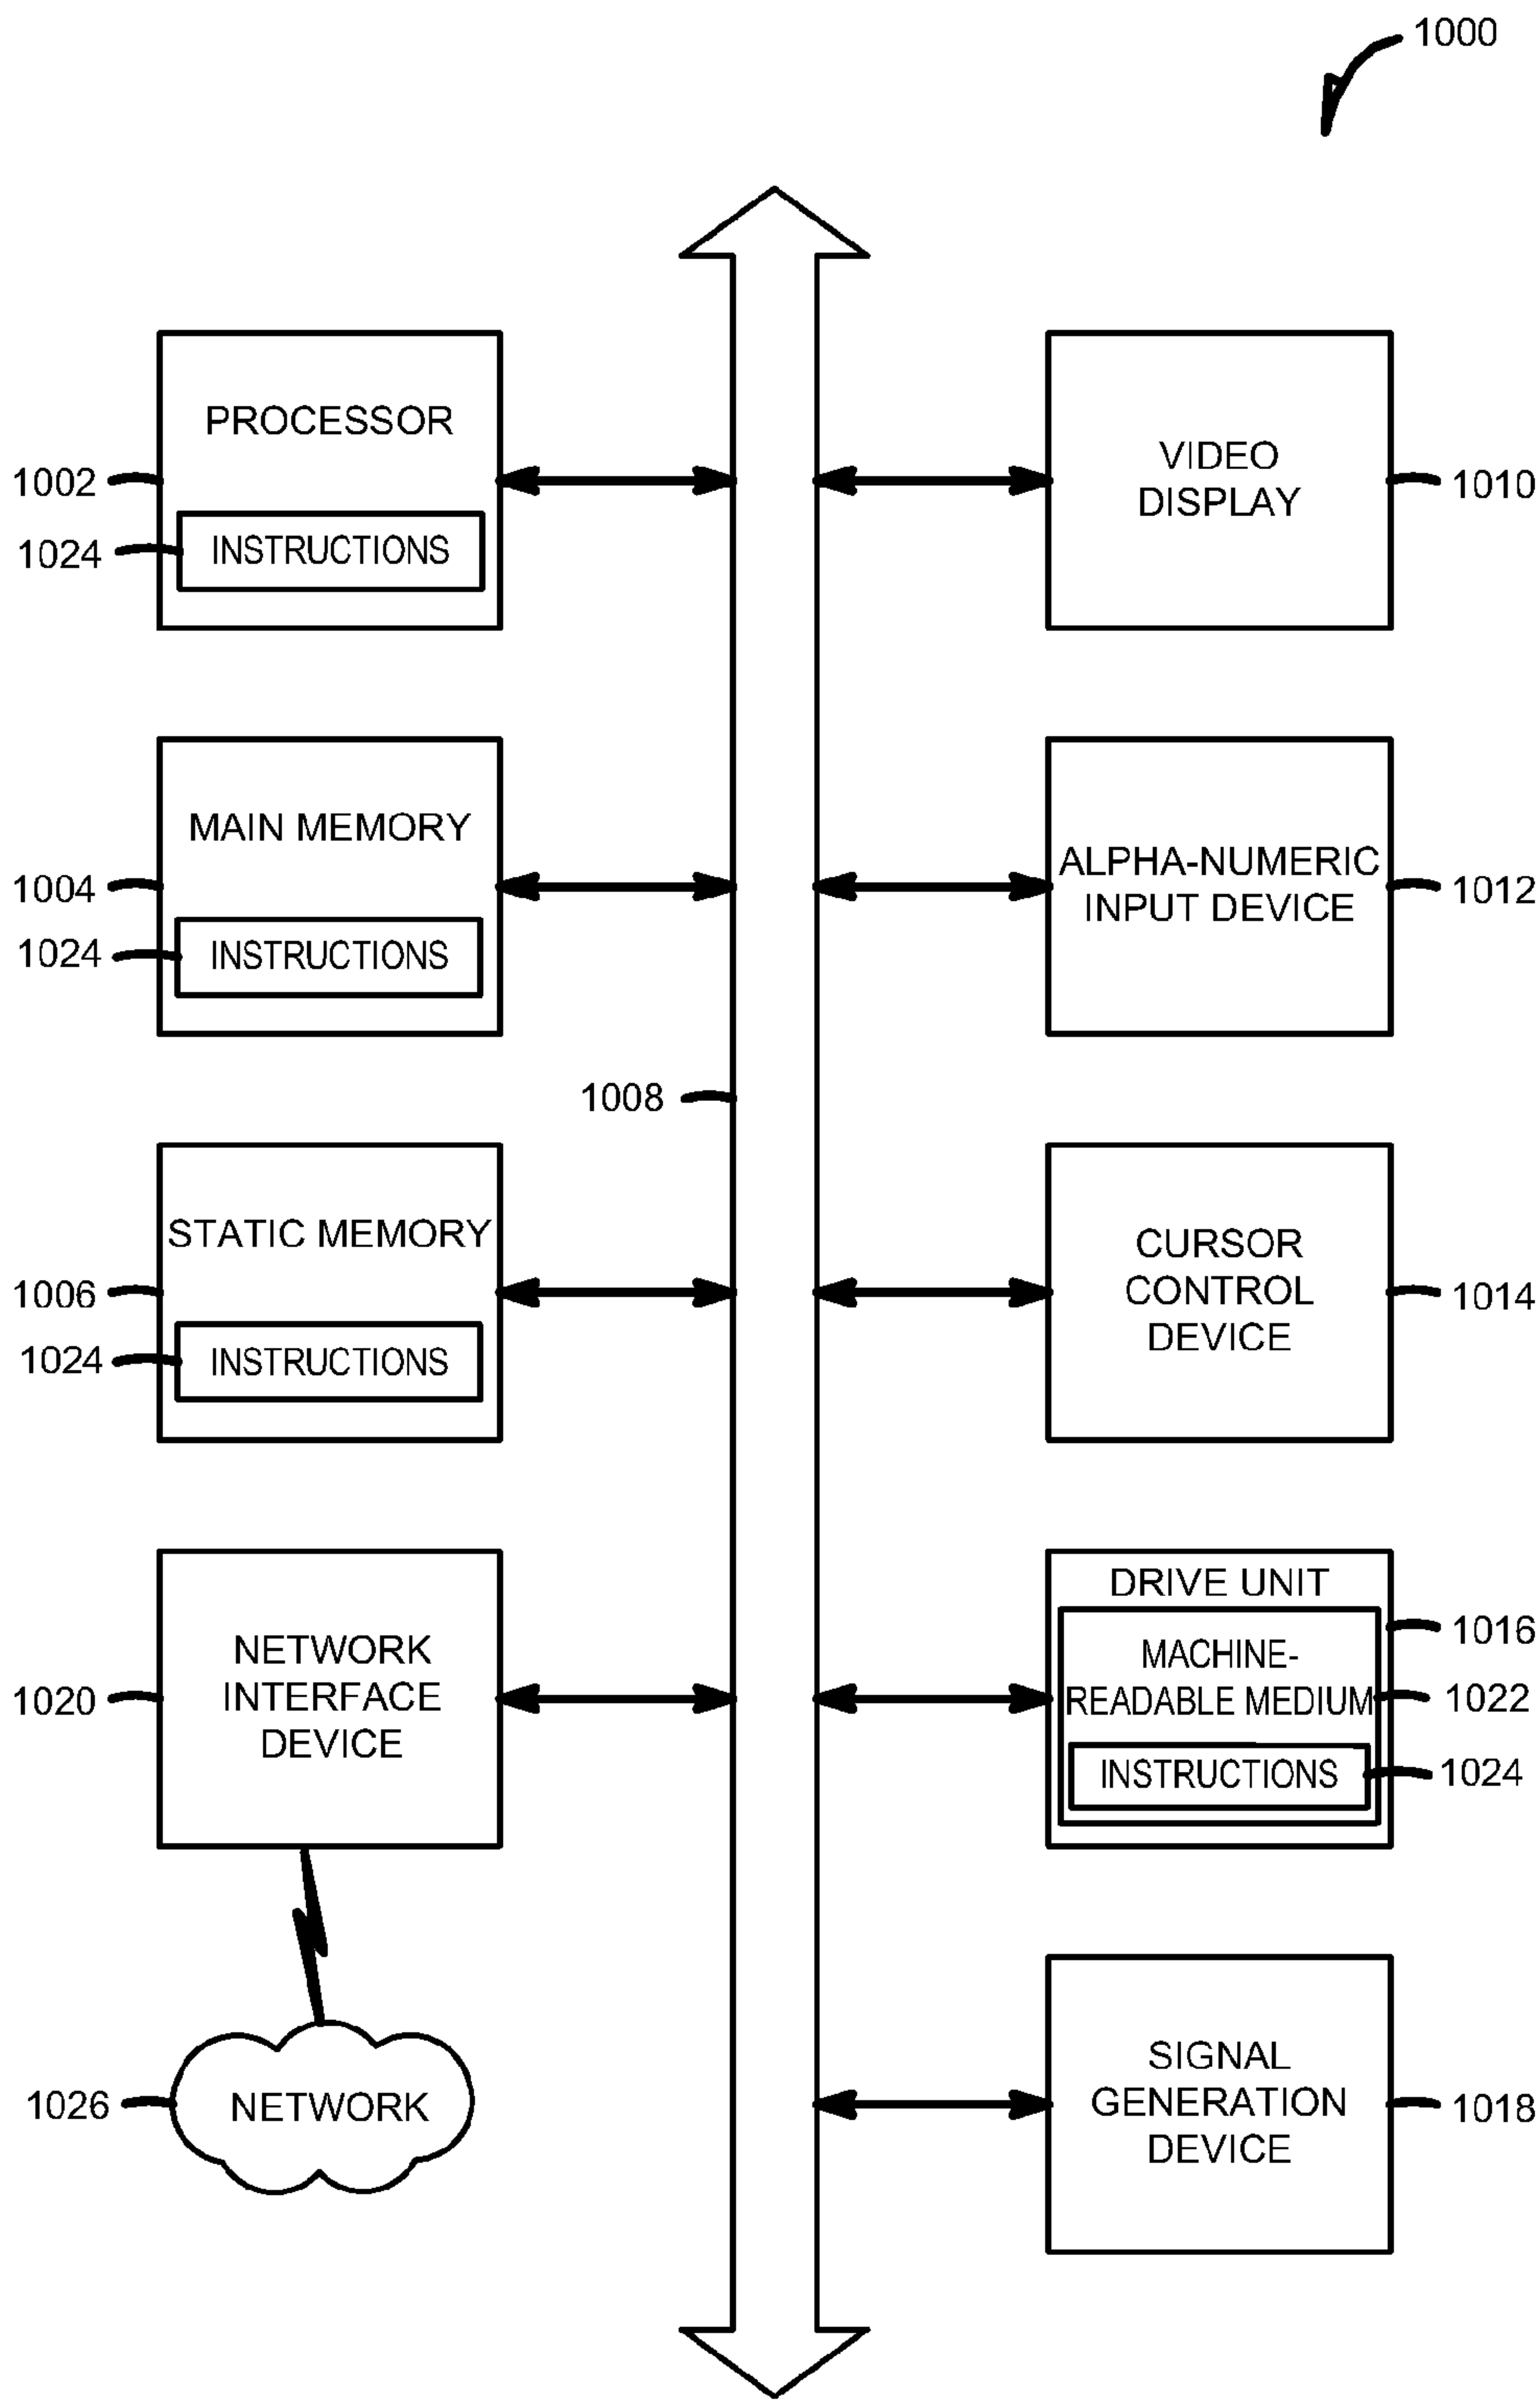 1000
PROCESSOR
1002
1024
INSTRUCTIONS
VIDEO
DISPLAY
1010
MAIN MEMORY
1004
1024
INSTRUCTIONS
ALPHA-NUMERIC
INPUT DEVICE
1012
1008
STATIC MEMORY
1006
1024
INSTRUCTIONS
CURSOR
CONTROL
DEVICE
1014
NETWORK
INTERFACE
DEVICE
1020
DRIVE UNIT
1016
MACHINE-
READABLE MEDIUM
1022
INSTRUCTIONS
1024
1026
NETWORK
SIGNAL
GENERATION
DEVICE
1018